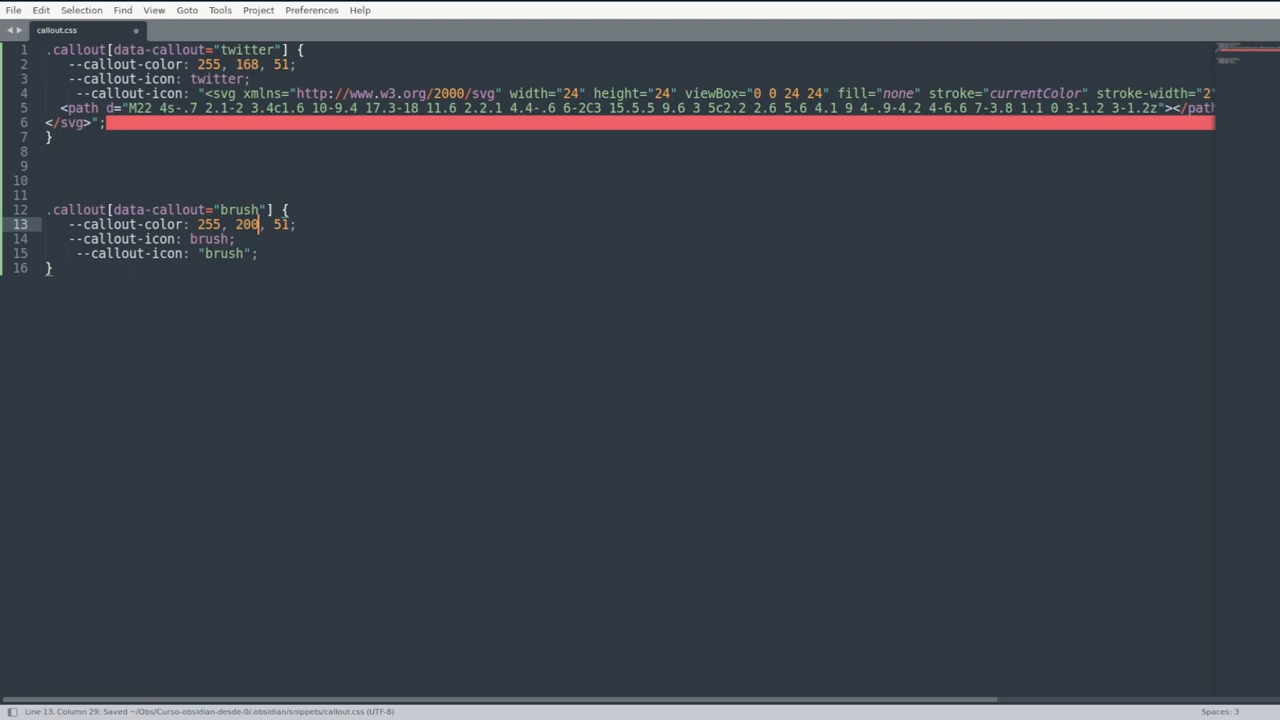 File Edit Selection Find View Goto Tools Project Preferences Help
callout.css
1 .callout[data-callout="twitter"] {
2 --callout-color: 255, 168, 51;
3 --callout-icon: twitter;
4 --callout-icon: "<svg xmlns="http://www.w3.org/2000/svg" width="24" height="24" viewBox="0 0 24 24" fill="none" stroke="currentColor" stroke-width="2"
5 <path d="M22 4s-.7 2.1-2 3.4c1.6 10-9.4 17.3-18 11.6 2.2.1 4.4-.6 6-2C3 15.5.5 9.6 3 5c2.2 2.6 5.6 4.1 9 4-.9-4.2 4-6.6 7-3.8 1.1 0 3-1.2 3-1.2z"></path
6 </svg>";
7 }
8
9
10
11
12 .callout[data-callout="brush"] {
13 --callout-color: 255, 200, 51;
14 --callout-icon: brush;
15 --callout-icon: "brush";
16 }
Line 13, Column 29; Saved ~/Obs/Curso-obsidian-desde-0/.obsidian/snippets/callout.css (UTF-8)
Spaces: 3